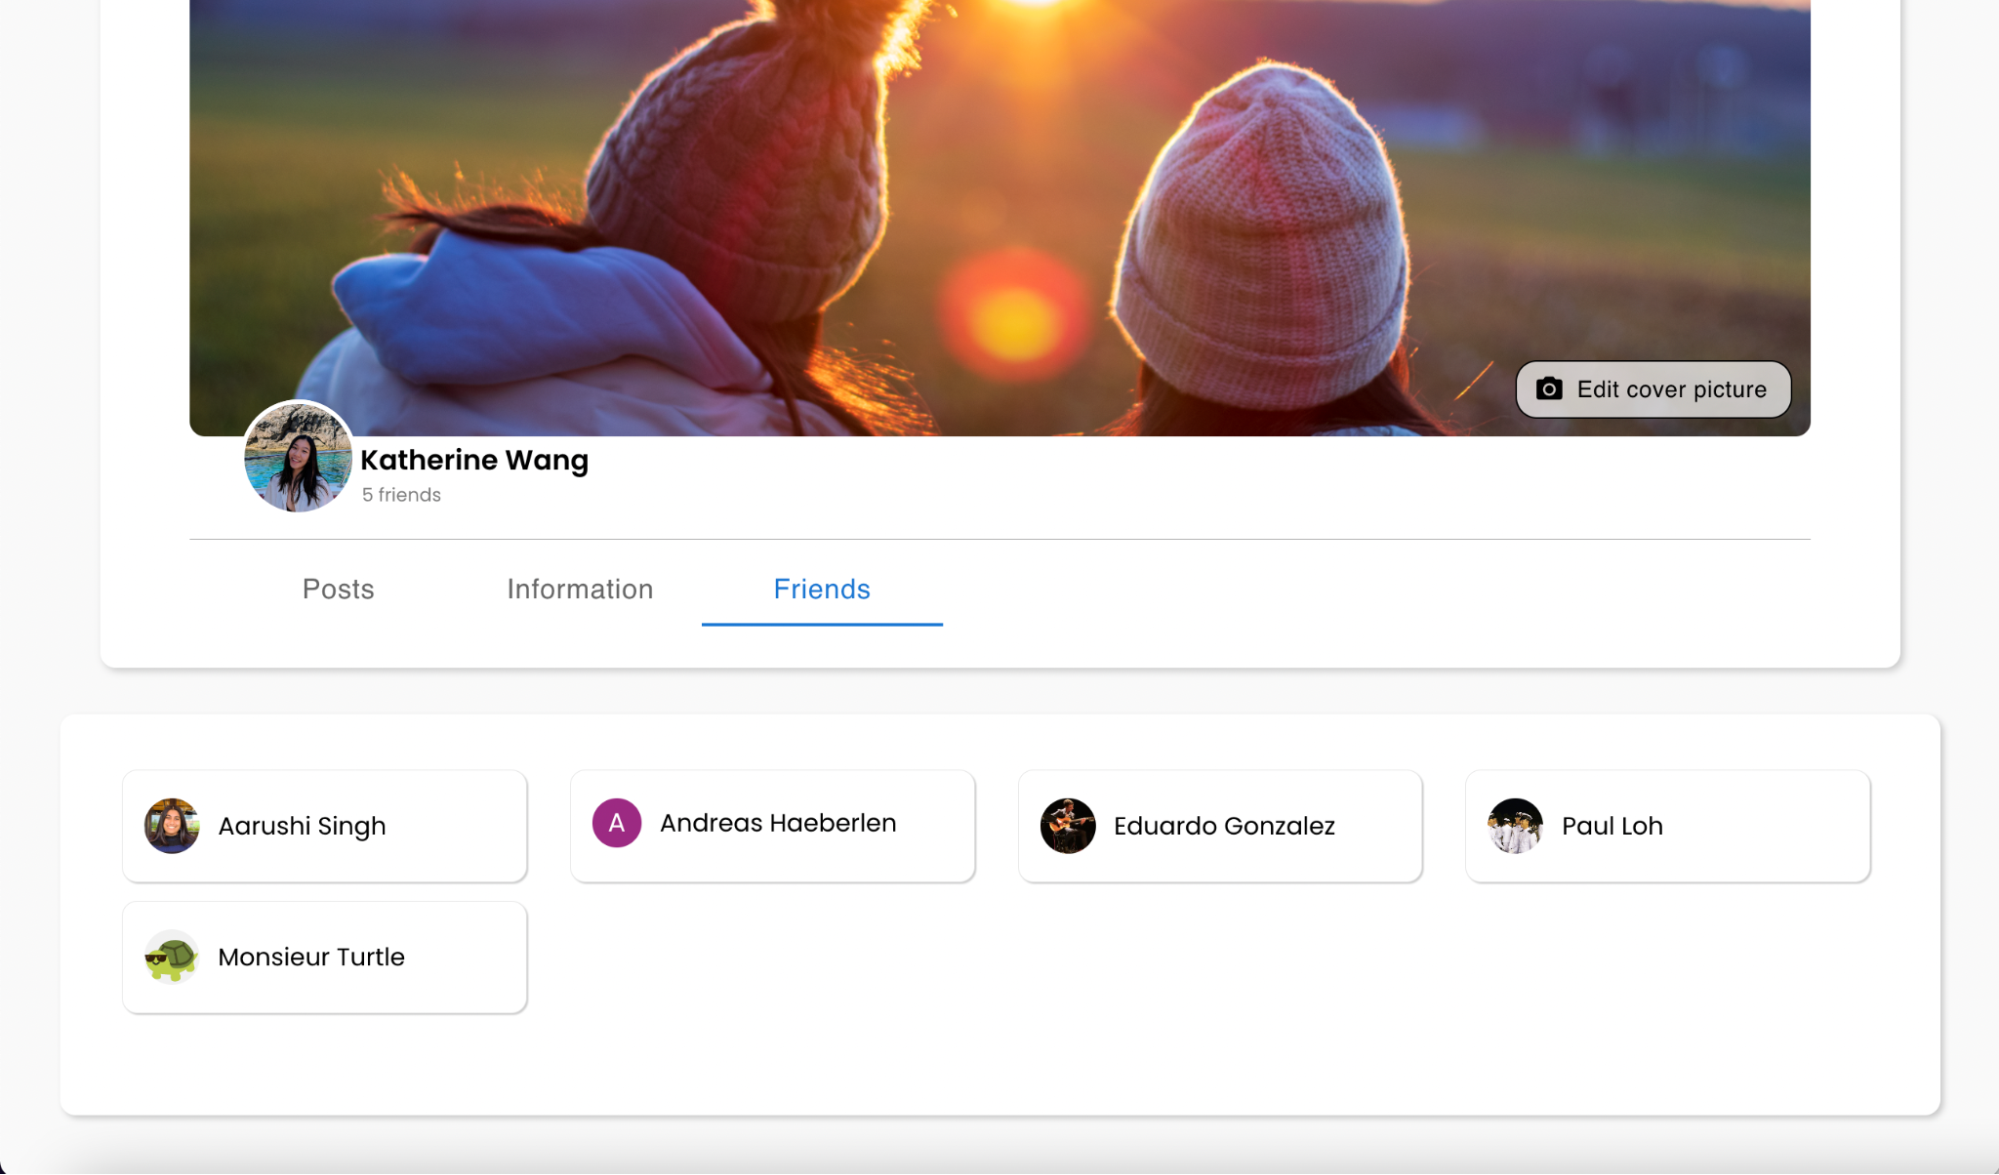 Edit cover picture
Katherine Wang
5 friends
Posts
Information
Friends
Aarushi Singh
A
Andreas Haeberlen
Eduardo Gonzalez
Paul Loh
Monsieur Turtle